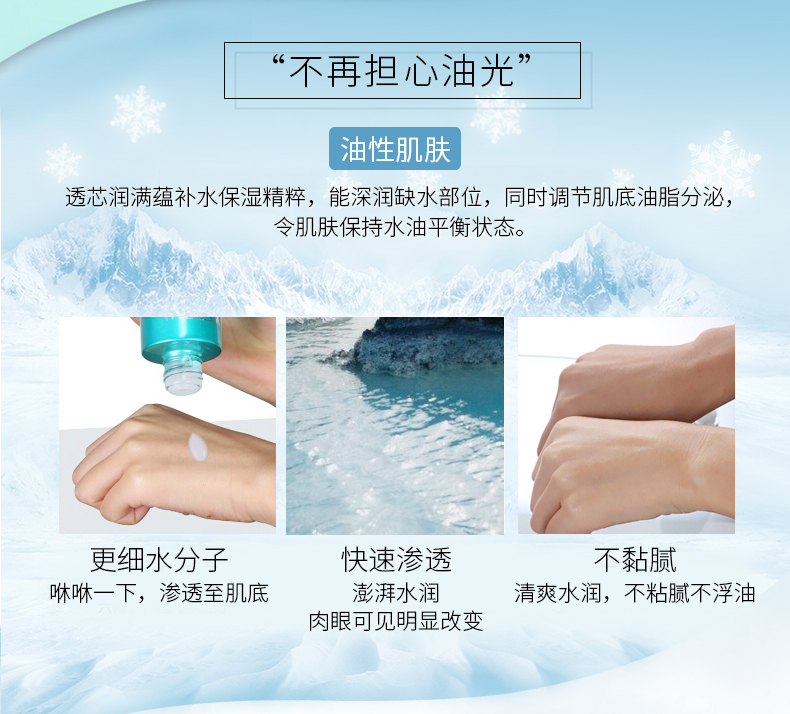 “不再担心油光”
油性肌肤
透芯润满蕴补水保湿精粹，能深润缺水部位，同时调节肌底油脂分泌，
令肌肤保持水油平衡状态。
更细水分子
咻咻一下，渗透至肌底
快速渗透
澎湃水润
肉眼可见明显改变
不黏腻
清爽水润，不粘腻不浮油